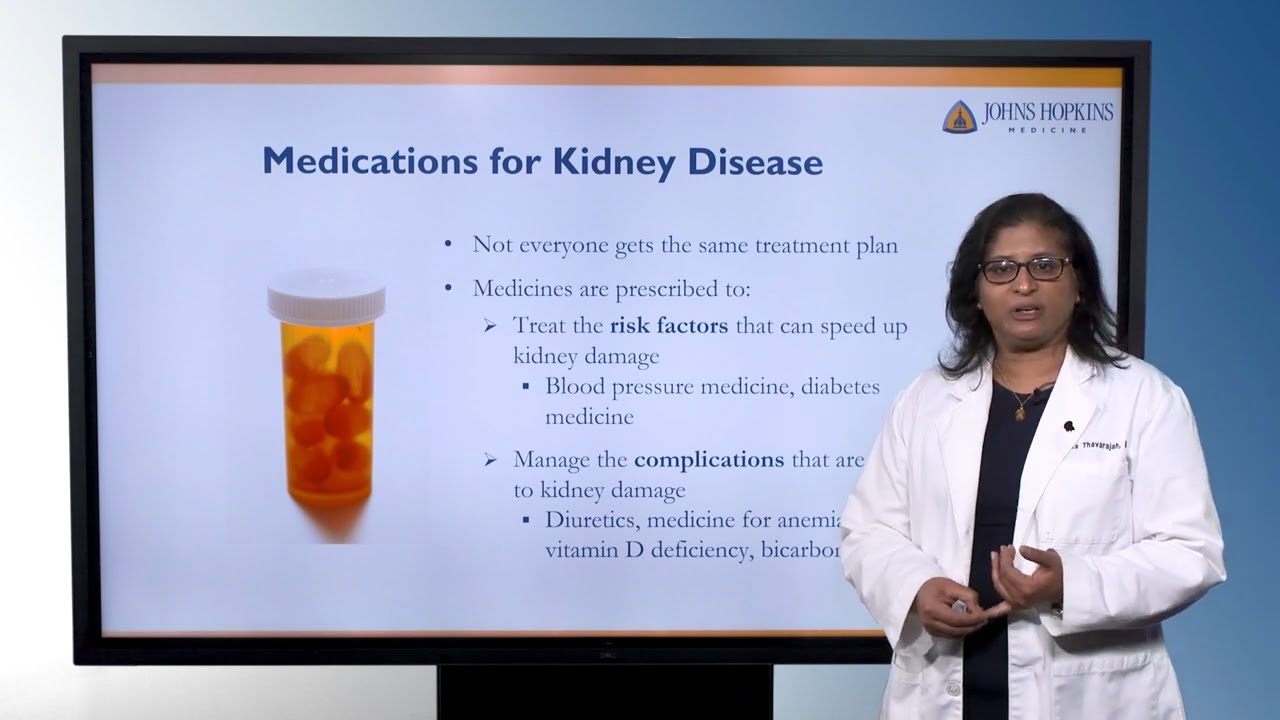 JOHNS HOPKINS
MEDICINE
Medications for Kidney Disease
• Not everyone gets the same treatment plan
• Medicines are prescribed to:
➢ Treat the risk factors that can speed up
kidney damage
▪ Blood pressure medicine, diabetes
medicine
➢ Manage the complications that are
to kidney damage
▪ Diuretics, medicine for anemia
vitamin D deficiency,
Thavarajah
DELL